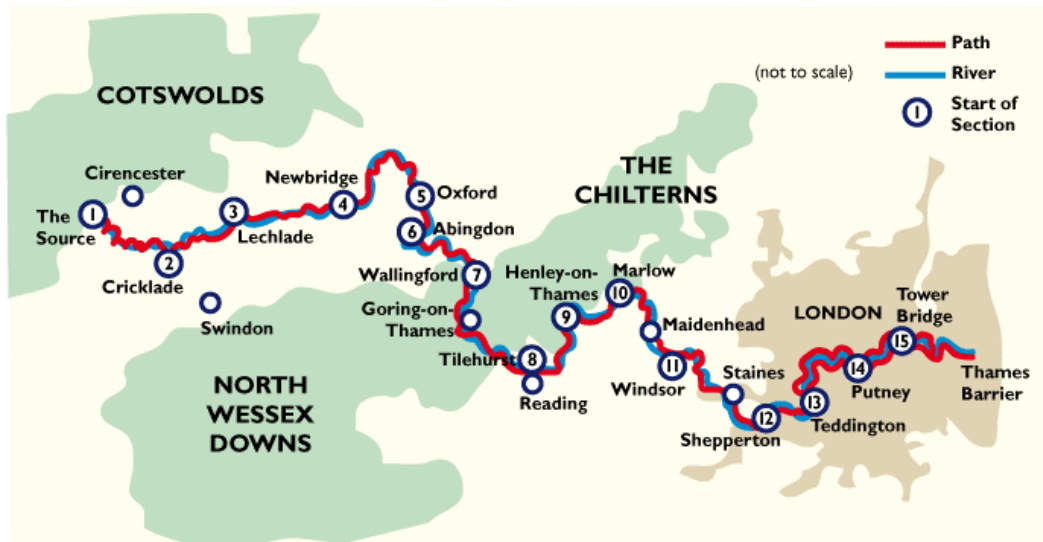 Path
(not to scale)
River
Start of
Section
1
COTSWOLDS
Cirencester
The
Source
1
2
Cricklade
3
Lechlade
Swindon
Newbridge
4
5
Oxford
6
Abingdon
Wallingford
7
Goring-on-
Thames
Tilehurst
8
Reading
NORTH
WESSEX
DOWNS
THE
CHILTERNS
Henley-on-
Thames
9
Marlow
10
Maidenhead
11
Windsor
Staines
12
Shepperton
LONDON
13
Teddington
14
Putney
Tower
Bridge
15
Thames
Barrier